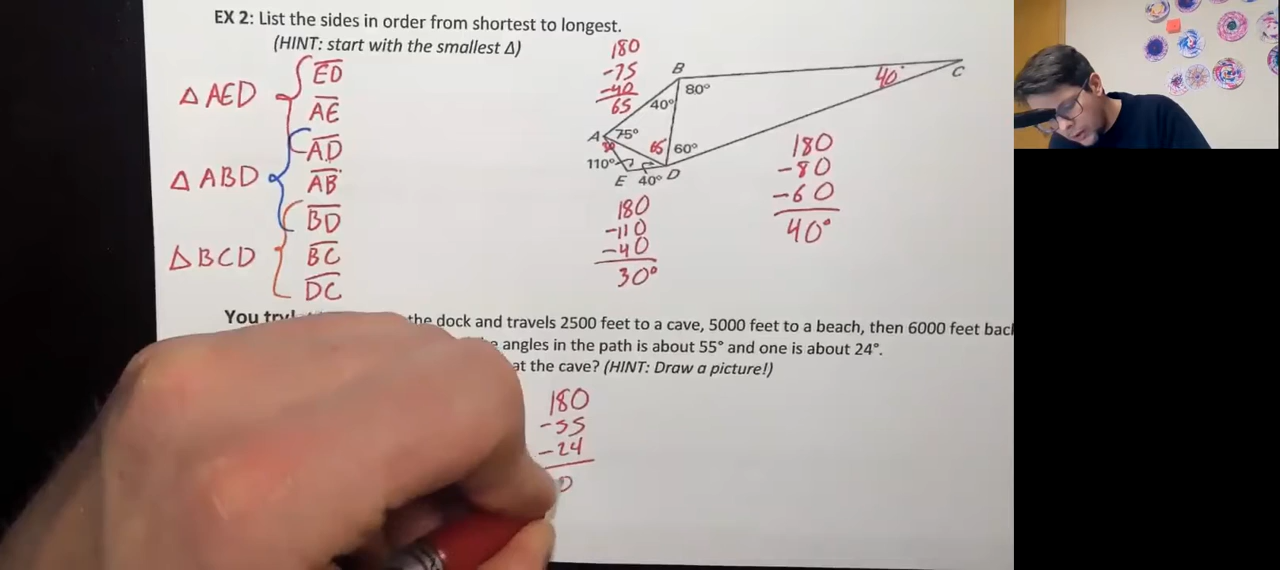 EX 2: List the sides in order from shortest to longest.
(HINT: start with the smallest Δ)
Δ AED
ED
AE
Δ ABD
AD
AB
BD
Δ BCD
BC
DC
180
-75
-40
65
B
C
40°
80°
40°
A
75°
65
60°
30
110°
E
40°
D
180
-110
-40
30°
180
-80
-60
40°
You try! the dock and travels 2500 feet to a cave, 5000 feet to a beach, then 6000 feet back
angles in the path is about 55° and one is about 24°.
at the cave? (HINT: Draw a picture!)
180
-55
-24